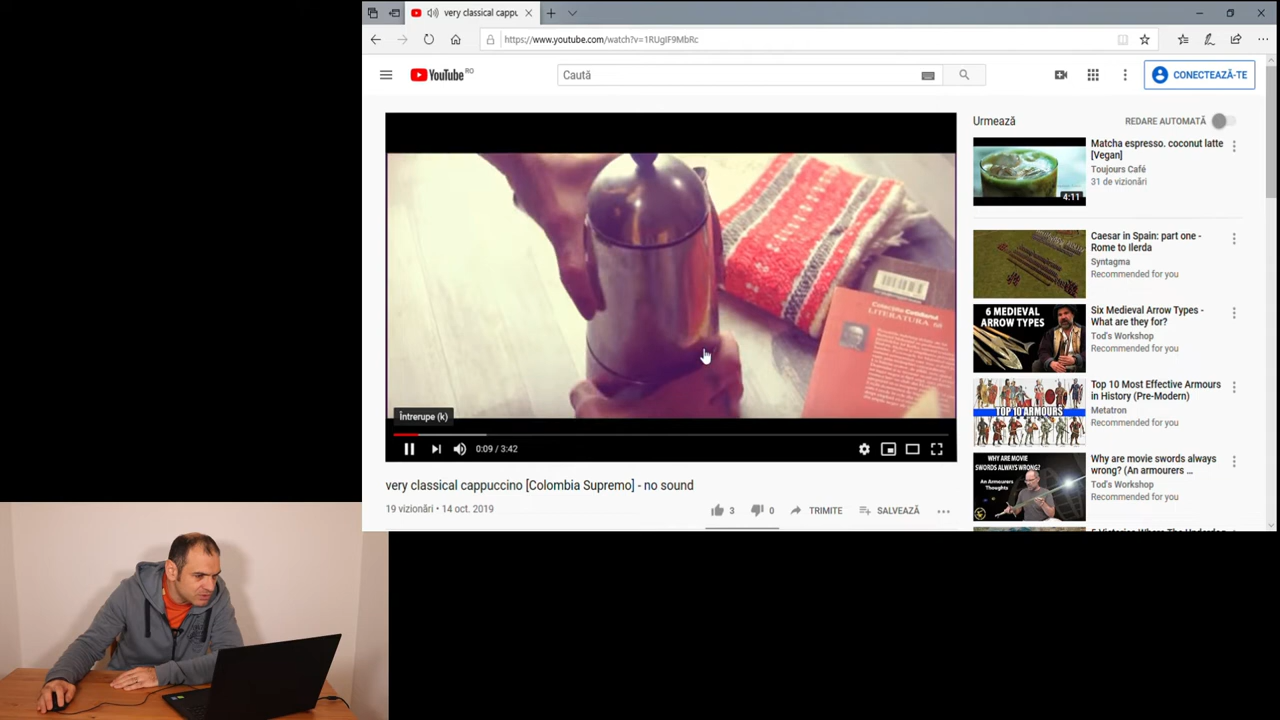 very classical cappu
https://www.youtube.com/watch?v=1RUgIF9MbRc
YouTube RO
Caută
CONECTEAZĂ-TE
Urmează
REDARE AUTOMATĂ
Matcha espresso. coconut latte
[Vegan]
Toujours Café
31 de vizionări
4:11
Caesar in Spain: part one -
Rome to Ilerda
Syntagma
Recommended for you
6 MEDIEVAL
ARROW TYPES
Six Medieval Arrow Types -
What are they for?
Tod's Workshop
Recommended for you
TOP 10 ARMOURS
Top 10 Most Effective Armours
in History (Pre-Modern)
Metatron
Recommended for you
WHY ARE MOVIE
SWORDS ALWAYS
WRONG?
An Armourers
Thoughts
Why are movie swords always
wrong? (An armourers ...
Tod's Workshop
Recommended for you
Colecția Cotidianul
LITERATURA
Întrerupe (k)
0:09 / 3:42
very classical cappuccino [Colombia Supremo] - no sound
19 vizionări • 14 oct. 2019
3
0
TRIMITE
SALVEAZĂ